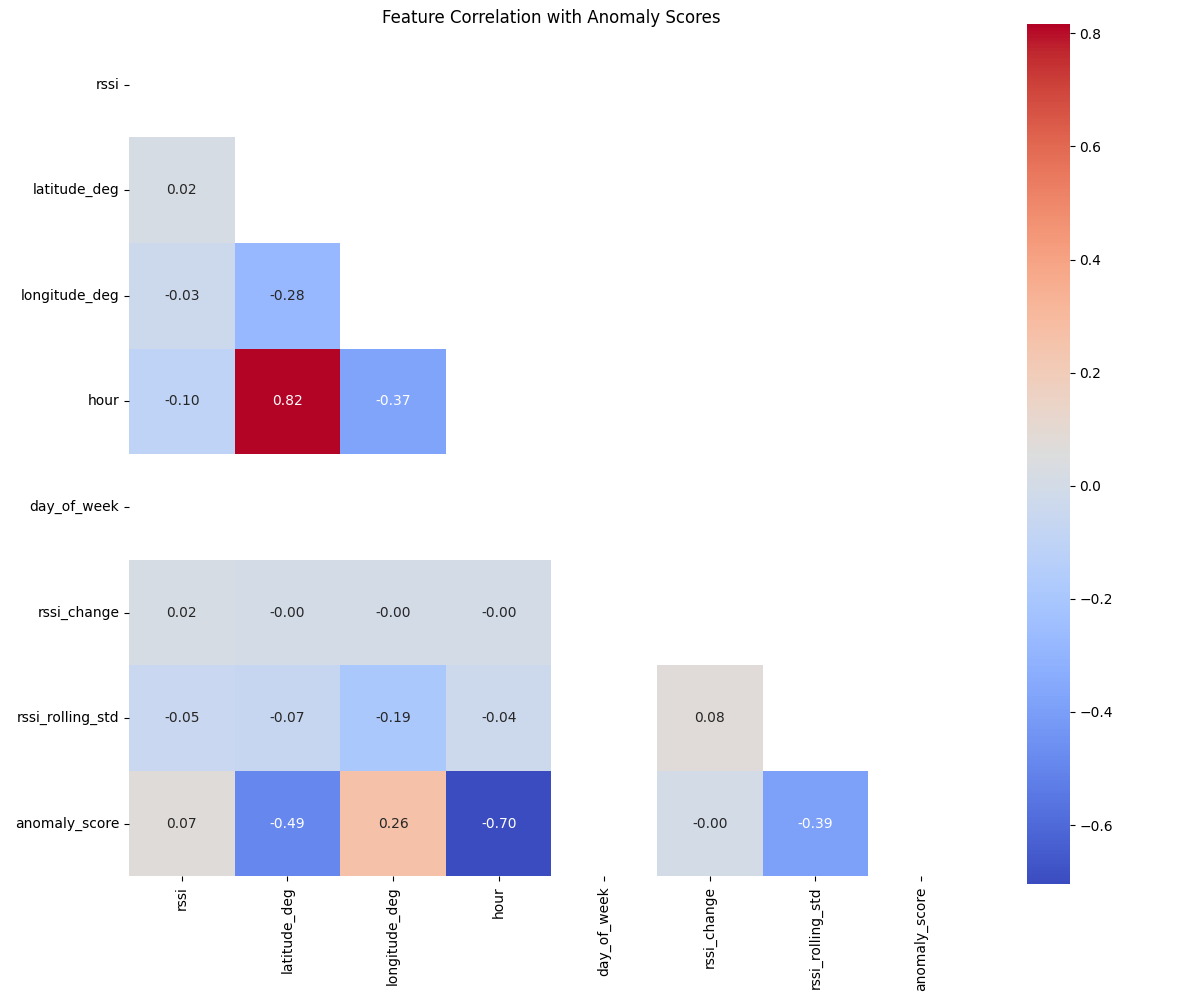 Feature Correlation with Anomaly Scores
rssi
latitude_deg 0.02
longitude_deg -0.03 -0.28
hour -0.10 0.82 -0.37
day_of_week
rssi_change 0.02 -0.00 -0.00 -0.00
rssi_rolling_std -0.05 -0.07 -0.19 -0.04 0.08
anomaly_score 0.07 -0.49 0.26 -0.70 -0.00 -0.39
rssi
latitude_deg
longitude_deg
hour
day_of_week
rssi_change
rssi_rolling_std
anomaly_score
0.8
0.6
0.4
0.2
0.0
−0.2
−0.4
−0.6